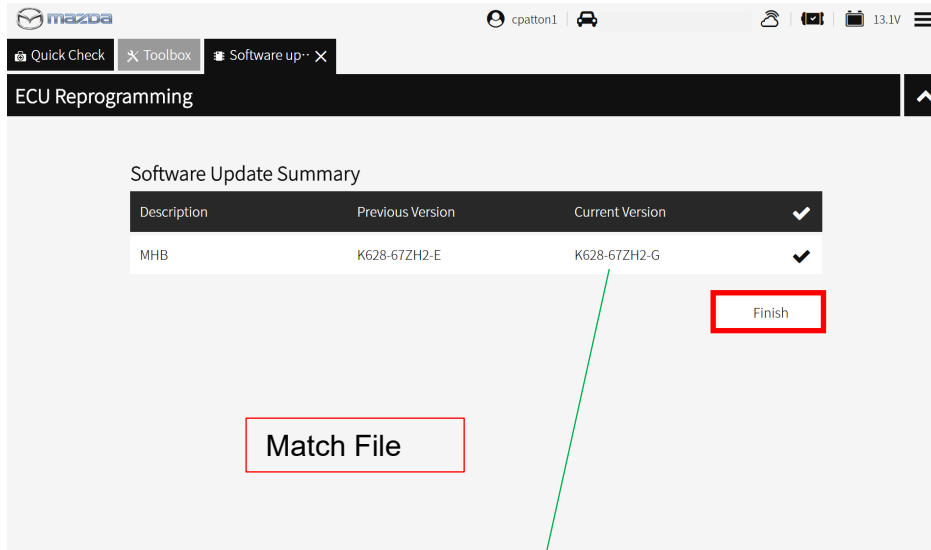 mazda cpatton1 13.1V
Quick Check Toolbox Software up··
ECU Reprogramming
Software Update Summary
Description Previous Version Current Version
MHB K628-67ZH2-E K628-67ZH2-G
Finish
Match File